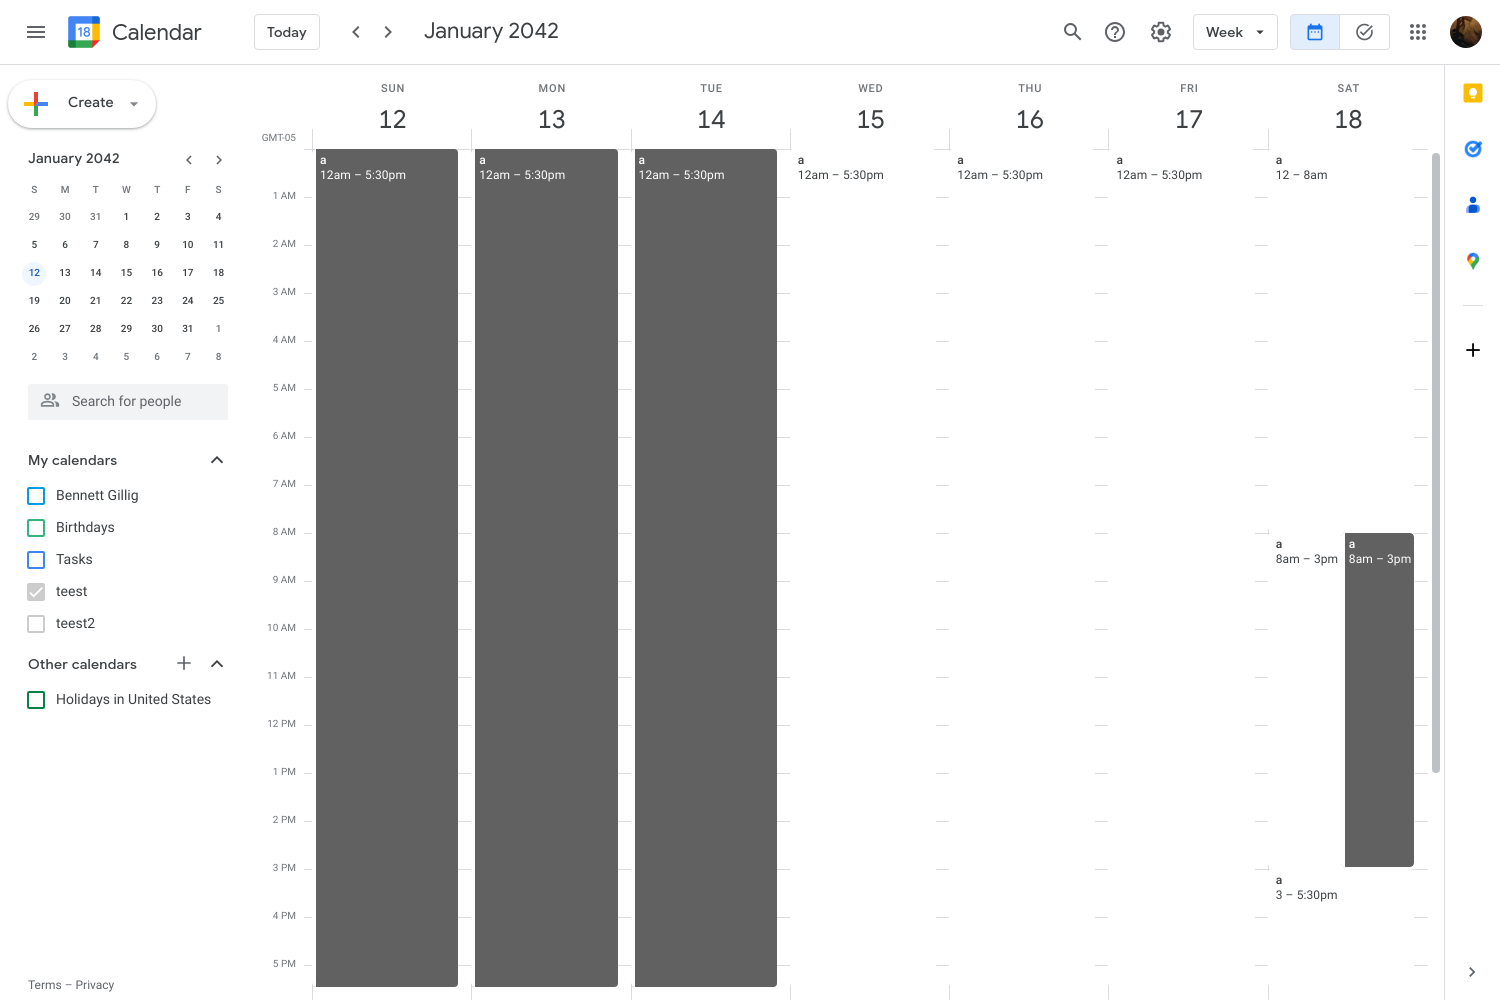 18 Calendar Today January 2042 Week
Create
January 2042
S M T W T F S
29 30 31 1 2 3 4
5 6 7 8 9 10 11
12 13 14 15 16 17 18
19 20 21 22 23 24 25
26 27 28 29 30 31 1
2 3 4 5 6 7 8
Search for people
My calendars
Bennett Gillig
Birthdays
Tasks
teest
teest2
Other calendars
Holidays in United States
Terms – Privacy
SUN MON TUE WED THU FRI SAT
12 13 14 15 16 17 18
GMT-05
a a a a a a a
12am – 5:30pm 12am – 5:30pm 12am – 5:30pm 12am – 5:30pm 12am – 5:30pm 12am – 5:30pm 12 – 8am
1 AM
2 AM
3 AM
4 AM
5 AM
6 AM
7 AM
8 AM
a a
8am – 3pm 8am – 3pm
9 AM
10 AM
11 AM
12 PM
1 PM
2 PM
3 PM
a
3 – 5:30pm
4 PM
5 PM